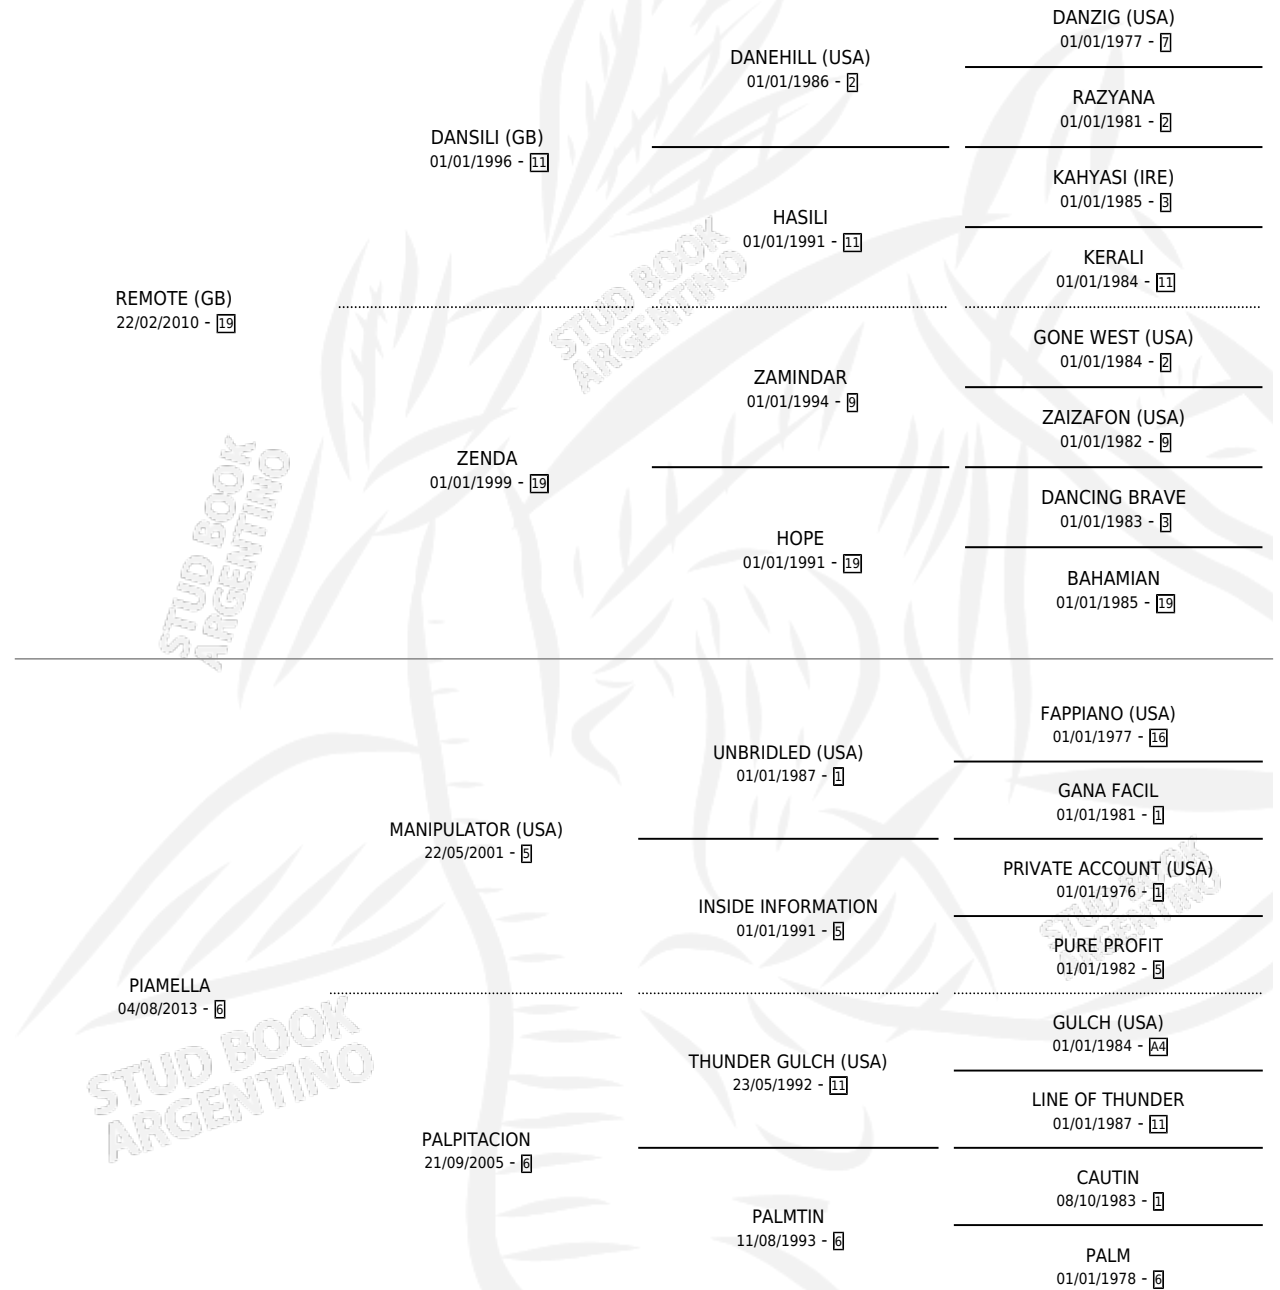 DANZIG (USA)
01/01/1977 - 7
DANEHILL (USA)
01/01/1986 - 2
RAZYANA
01/01/1981 - 2
DANSILI (GB)
01/01/1996 - 11
KAHYASI (IRE)
01/01/1985 - 3
HASILI
01/01/1991 - 11
KERALI
01/01/1984 - 11
REMOTE (GB)
22/02/2010 - 19
STUD BOOK
ARGENTINO
GONE WEST (USA)
01/01/1984 - 2
ZAMINDAR
01/01/1994 - 9
ZAIZAFON (USA)
01/01/1982 - 9
ZENDA
01/01/1999 - 19
DANCING BRAVE
01/01/1983 - 3
HOPE
01/01/1991 - 19
BAHAMIAN
01/01/1985 - 19
STUD BOOK
ARGENTINO
FAPPIANO (USA)
01/01/1977 - 16
UNBRIDLED (USA)
01/01/1987 - 1
GANA FACIL
01/01/1981 - 1
MANIPULATOR (USA)
22/05/2001 - 5
PRIVATE ACCOUNT (USA)
01/01/1976 - 1
INSIDE INFORMATION
01/01/1991 - 5
PURE PROFIT
01/01/1982 - 5
STUD BOOK
ARGENTINO
PIAMELLA
04/08/2013 - 6
STUD BOOK
ARGENTINO
GULCH (USA)
01/01/1984 - A4
THUNDER GULCH (USA)
23/05/1992 - 11
LINE OF THUNDER
01/01/1987 - 11
PALPITACION
21/09/2005 - 6
CAUTIN
08/10/1983 - 1
PALMTIN
11/08/1993 - 6
PALM
01/01/1978 - 6